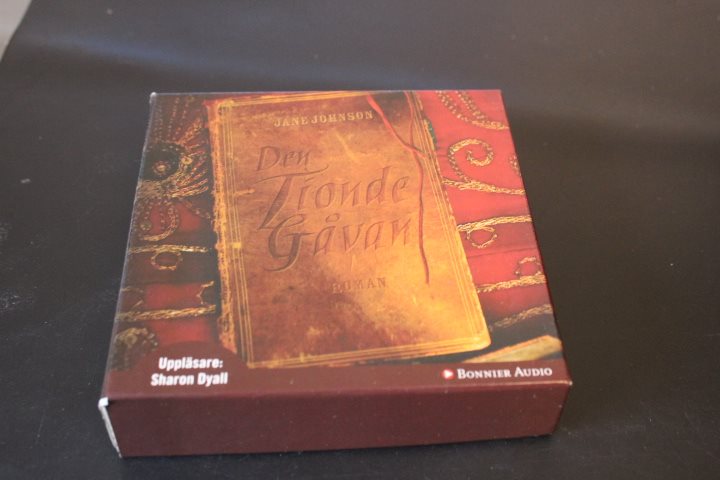 JANE JOHNSON
Den
Tionde
Gåvan
ROMAN
Uppläsare:
Sharon Dyall
BONNIER AUDIO